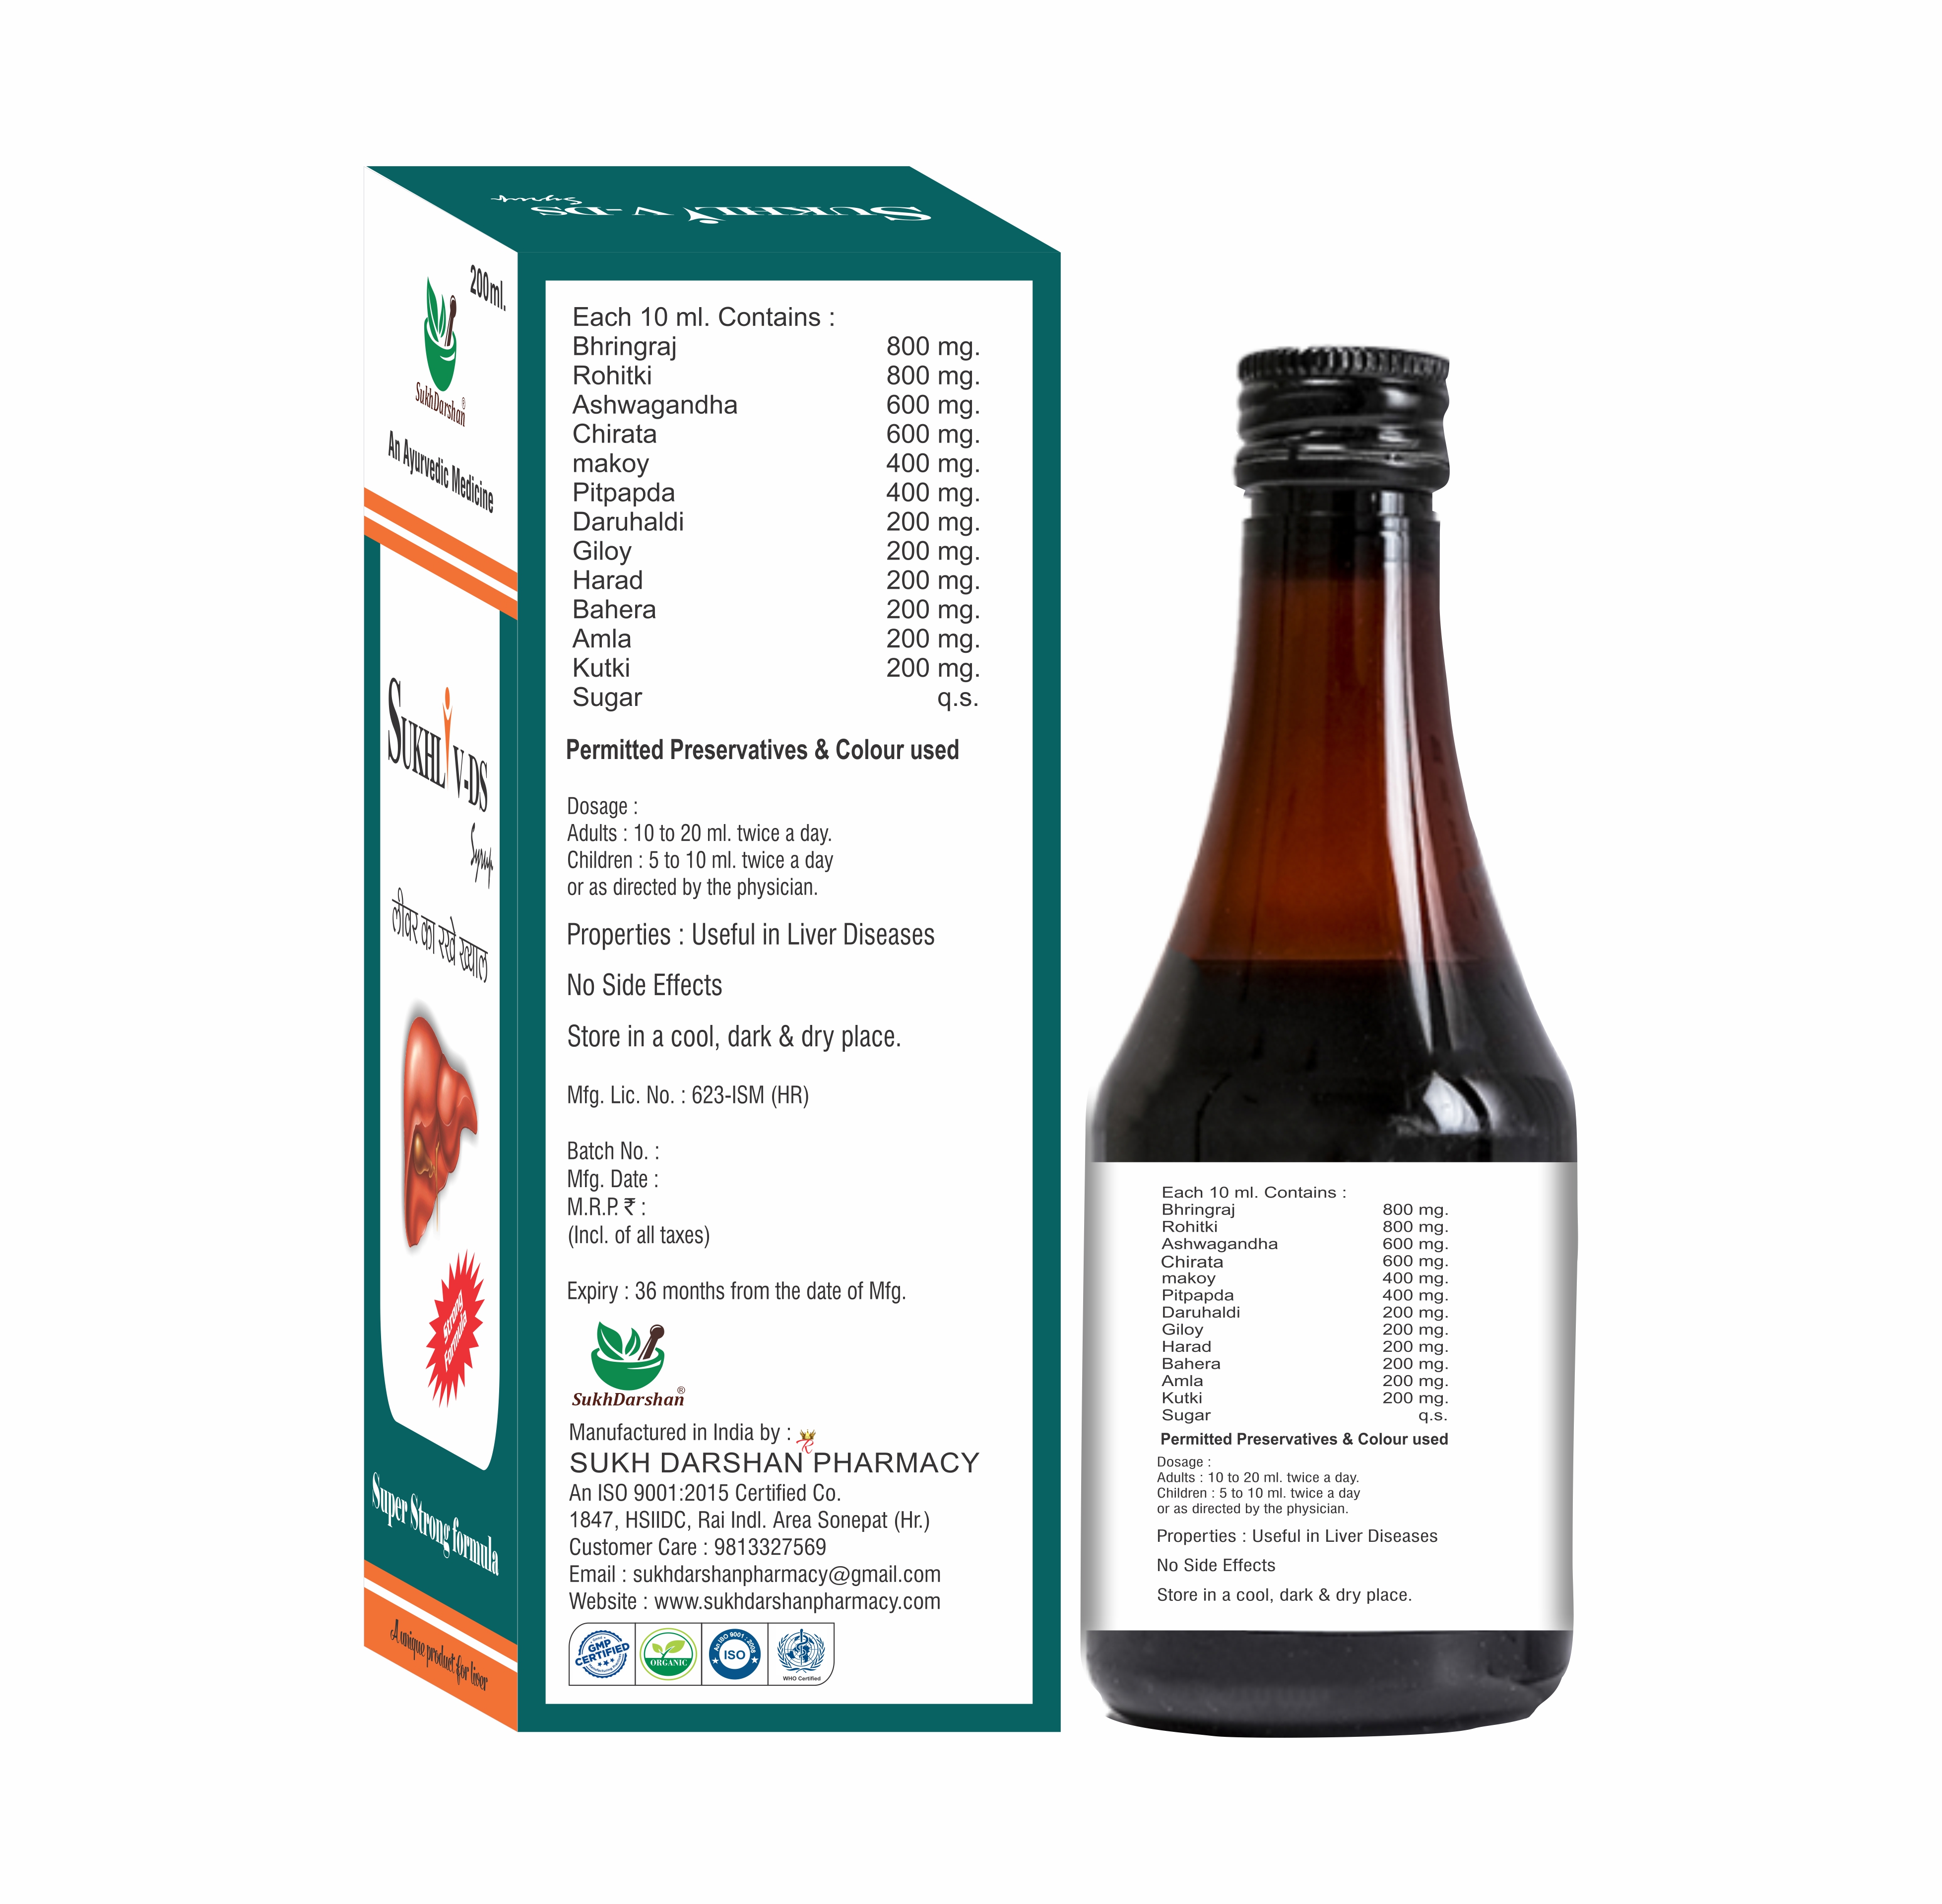 SUKHLiV-DS
Syrup
200ml.
SukhDarshan®
An Ayurvedic Medicine
SUKHLiV-DS
Syrup
लीवर का रखे ख्याल
Strong
Formula
Super Strong formula
A unique product for liver
Each 10 ml. Contains :
Bhringraj 800 mg.
Rohitki 800 mg.
Ashwagandha 600 mg.
Chirata 600 mg.
makoy 400 mg.
Pitpapda 400 mg.
Daruhaldi 200 mg.
Giloy 200 mg.
Harad 200 mg.
Bahera 200 mg.
Amla 200 mg.
Kutki 200 mg.
Sugar q.s.
Permitted Preservatives & Colour used
Dosage :
Adults : 10 to 20 ml. twice a day.
Children : 5 to 10 ml. twice a day
or as directed by the physician.
Properties : Useful in Liver Diseases
No Side Effects
Store in a cool, dark & dry place.
Mfg. Lic. No. : 623-ISM (HR)
Batch No. :
Mfg. Date :
M.R.P. ₹ :
(Incl. of all taxes)
Expiry : 36 months from the date of Mfg.
SukhDarshan®
Manufactured in India by :
SUKH DARSHAN PHARMACY
An ISO 9001:2015 Certified Co.
1847, HSIIDC, Rai Indl. Area Sonepat (Hr.)
Customer Care : 9813327569
Email : sukhdarshanpharmacy@gmail.com
Website : www.sukhdarshanpharmacy.com
GMP
CERTIFIED
ORGANIC
An ISO 9001 : 2008
ISO
WHO Certified
Each 10 ml. Contains :
Bhringraj 800 mg.
Rohitki 800 mg.
Ashwagandha 600 mg.
Chirata 600 mg.
makoy 400 mg.
Pitpapda 400 mg.
Daruhaldi 200 mg.
Giloy 200 mg.
Harad 200 mg.
Bahera 200 mg.
Amla 200 mg.
Kutki 200 mg.
Sugar q.s.
Permitted Preservatives & Colour used
Dosage :
Adults : 10 to 20 ml. twice a day.
Children : 5 to 10 ml. twice a day
or as directed by the physician.
Properties : Useful in Liver Diseases
No Side Effects
Store in a cool, dark & dry place.